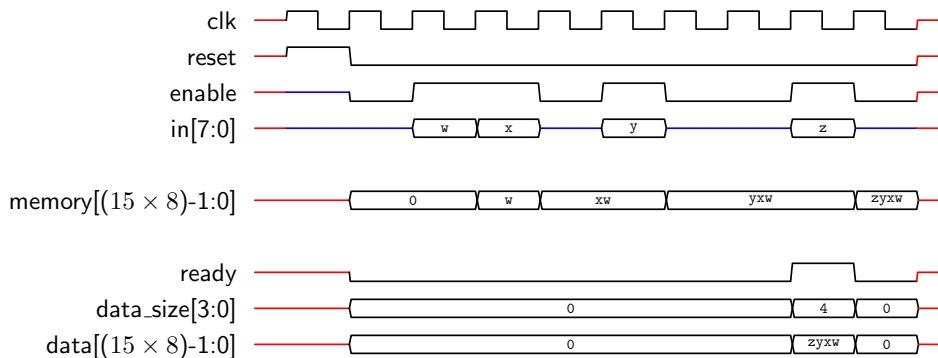 clk
reset
enable
in[7:0] w x y z
memory[(15 × 8)-1:0] 0 w xw yxw zyxw
ready
data_size[3:0] 0 4 0
data[(15 × 8)-1:0] 0 zyxw 0